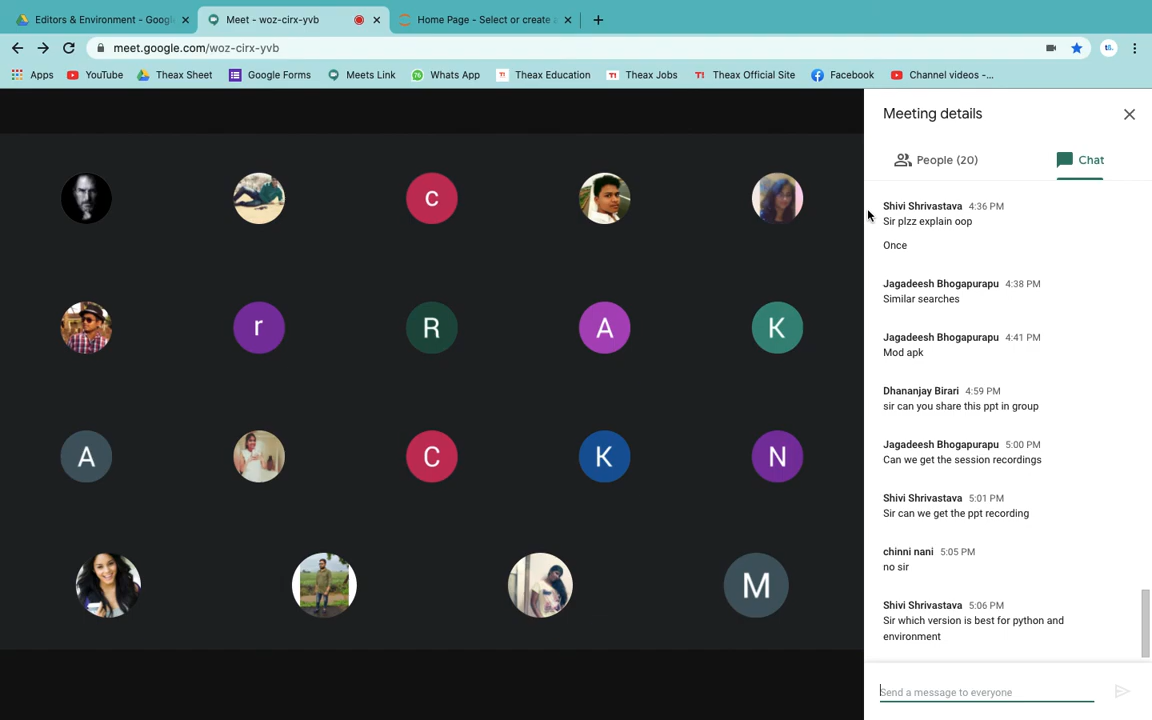 Editors & Environment - Google
Meet - woz-cirx-yvb
Home Page - Select or create a
meet.google.com/woz-cirx-yvb
Apps
YouTube
Theax Sheet
Google Forms
Meets Link
Whats App
Theax Education
Theax Jobs
Theax Official Site
Facebook
Channel videos -...
Meeting details
People (20)
Chat
Shivi Shrivastava 4:36 PM
Sir plzz explain oop
Once
Jagadeesh Bhogapurapu 4:38 PM
Similar searches
Jagadeesh Bhogapurapu 4:41 PM
Mod apk
Dhananjay Birari 4:59 PM
sir can you share this ppt in group
Jagadeesh Bhogapurapu 5:00 PM
Can we get the session recordings
Shivi Shrivastava 5:01 PM
Sir can we get the ppt recording
chinni nani 5:05 PM
no sir
Shivi Shrivastava 5:06 PM
Sir which version is best for python and
environment
Send a message to everyone
c
r
R
A
K
A
C
K
N
M